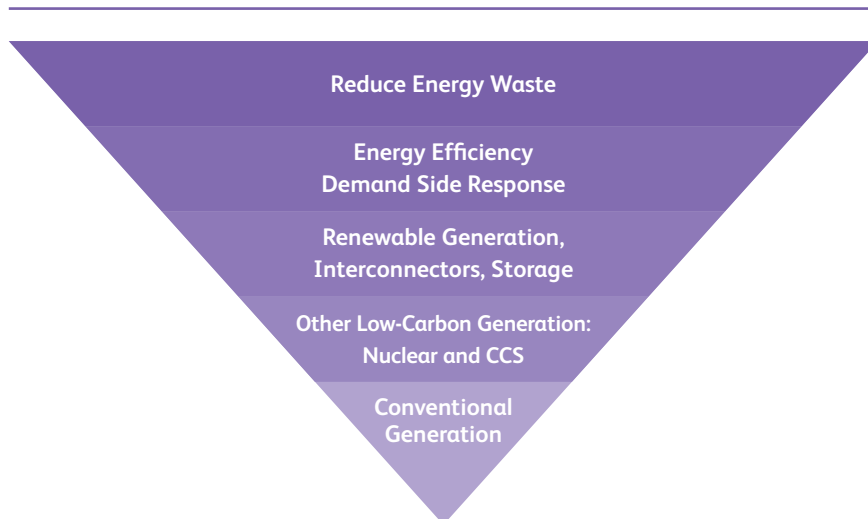 Reduce Energy Waste
Energy Efficiency
Demand Side Response
Renewable Generation,
Interconnectors, Storage
Other Low-Carbon Generation:
Nuclear and CCS
Conventional
Generation